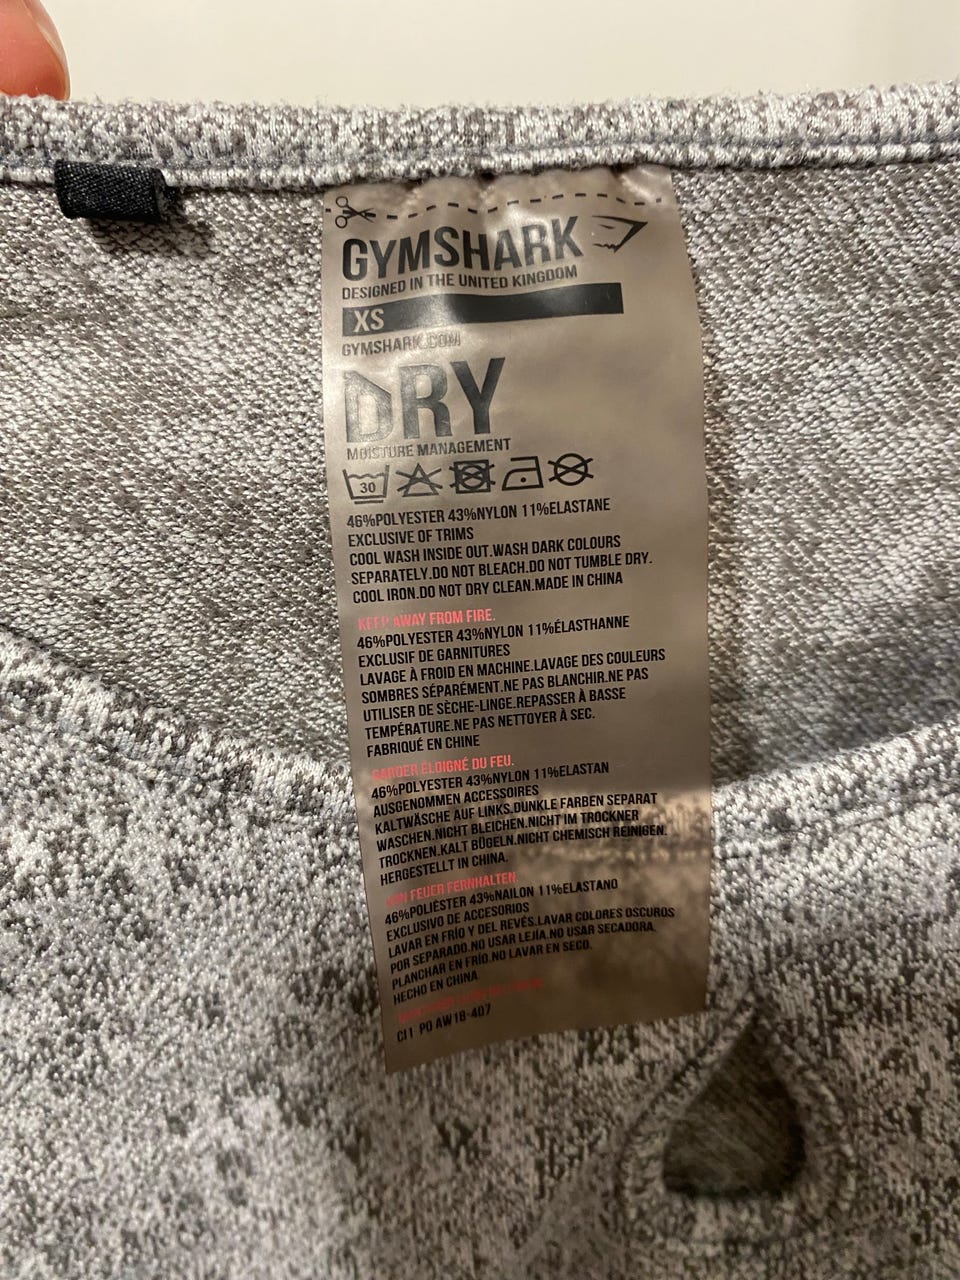 GYMSHARK
DESIGNED IN THE UNITED KINGDOM
XS
GYMSHARK.COM
DRY
MOISTURE MANAGEMENT
30
46%POLYESTER 43%NYLON 11%ELASTANE
EXCLUSIVE OF TRIMS
COOL WASH INSIDE OUT.WASH DARK COLOURS
SEPARATELY.DO NOT BLEACH.DO NOT TUMBLE DRY.
COOL IRON.DO NOT DRY CLEAN.MADE IN CHINA
KEEP AWAY FROM FIRE.
46%POLYESTER 43%NYLON 11%ÉLASTHANNE
EXCLUSIF DE GARNITURES
LAVAGE À FROID EN MACHINE.LAVAGE DES COULEURS
SOMBRES SÉPARÉMENT.NE PAS BLANCHIR.NE PAS
UTILISER DE SÈCHE-LINGE.REPASSER À BASSE
TEMPÉRATURE.NE PAS NETTOYER À SEC.
FABRIQUÉ EN CHINE
GARDER ÉLOIGNÉ DU FEU.
46%POLYESTER 43%NYLON 11%ELASTAN
AUSGENOMMEN ACCESSOIRES
KALTWÄSCHE AUF LINKS.DUNKLE FARBEN SEPARAT
WASCHEN.NICHT BLEICHEN.NICHT IM TROCKNER
TROCKNEN.KALT BÜGELN.NICHT CHEMISCH REINIGEN.
HERGESTELLT IN CHINA.
VON FEUER FERNHALTEN.
46%POLIÉSTER 43%NAILON 11%ELASTANO
EXCLUSIVO DE ACCESORIOS
LAVAR EN FRÍO Y DEL REVÉS.LAVAR COLORES OSCUROS
POR SEPARADO.NO USAR LEJÍA.NO USAR SECADORA.
PLANCHAR EN FRÍO.NO LAVAR EN SECO.
HECHO EN CHINA
CI1 PO AW18-407